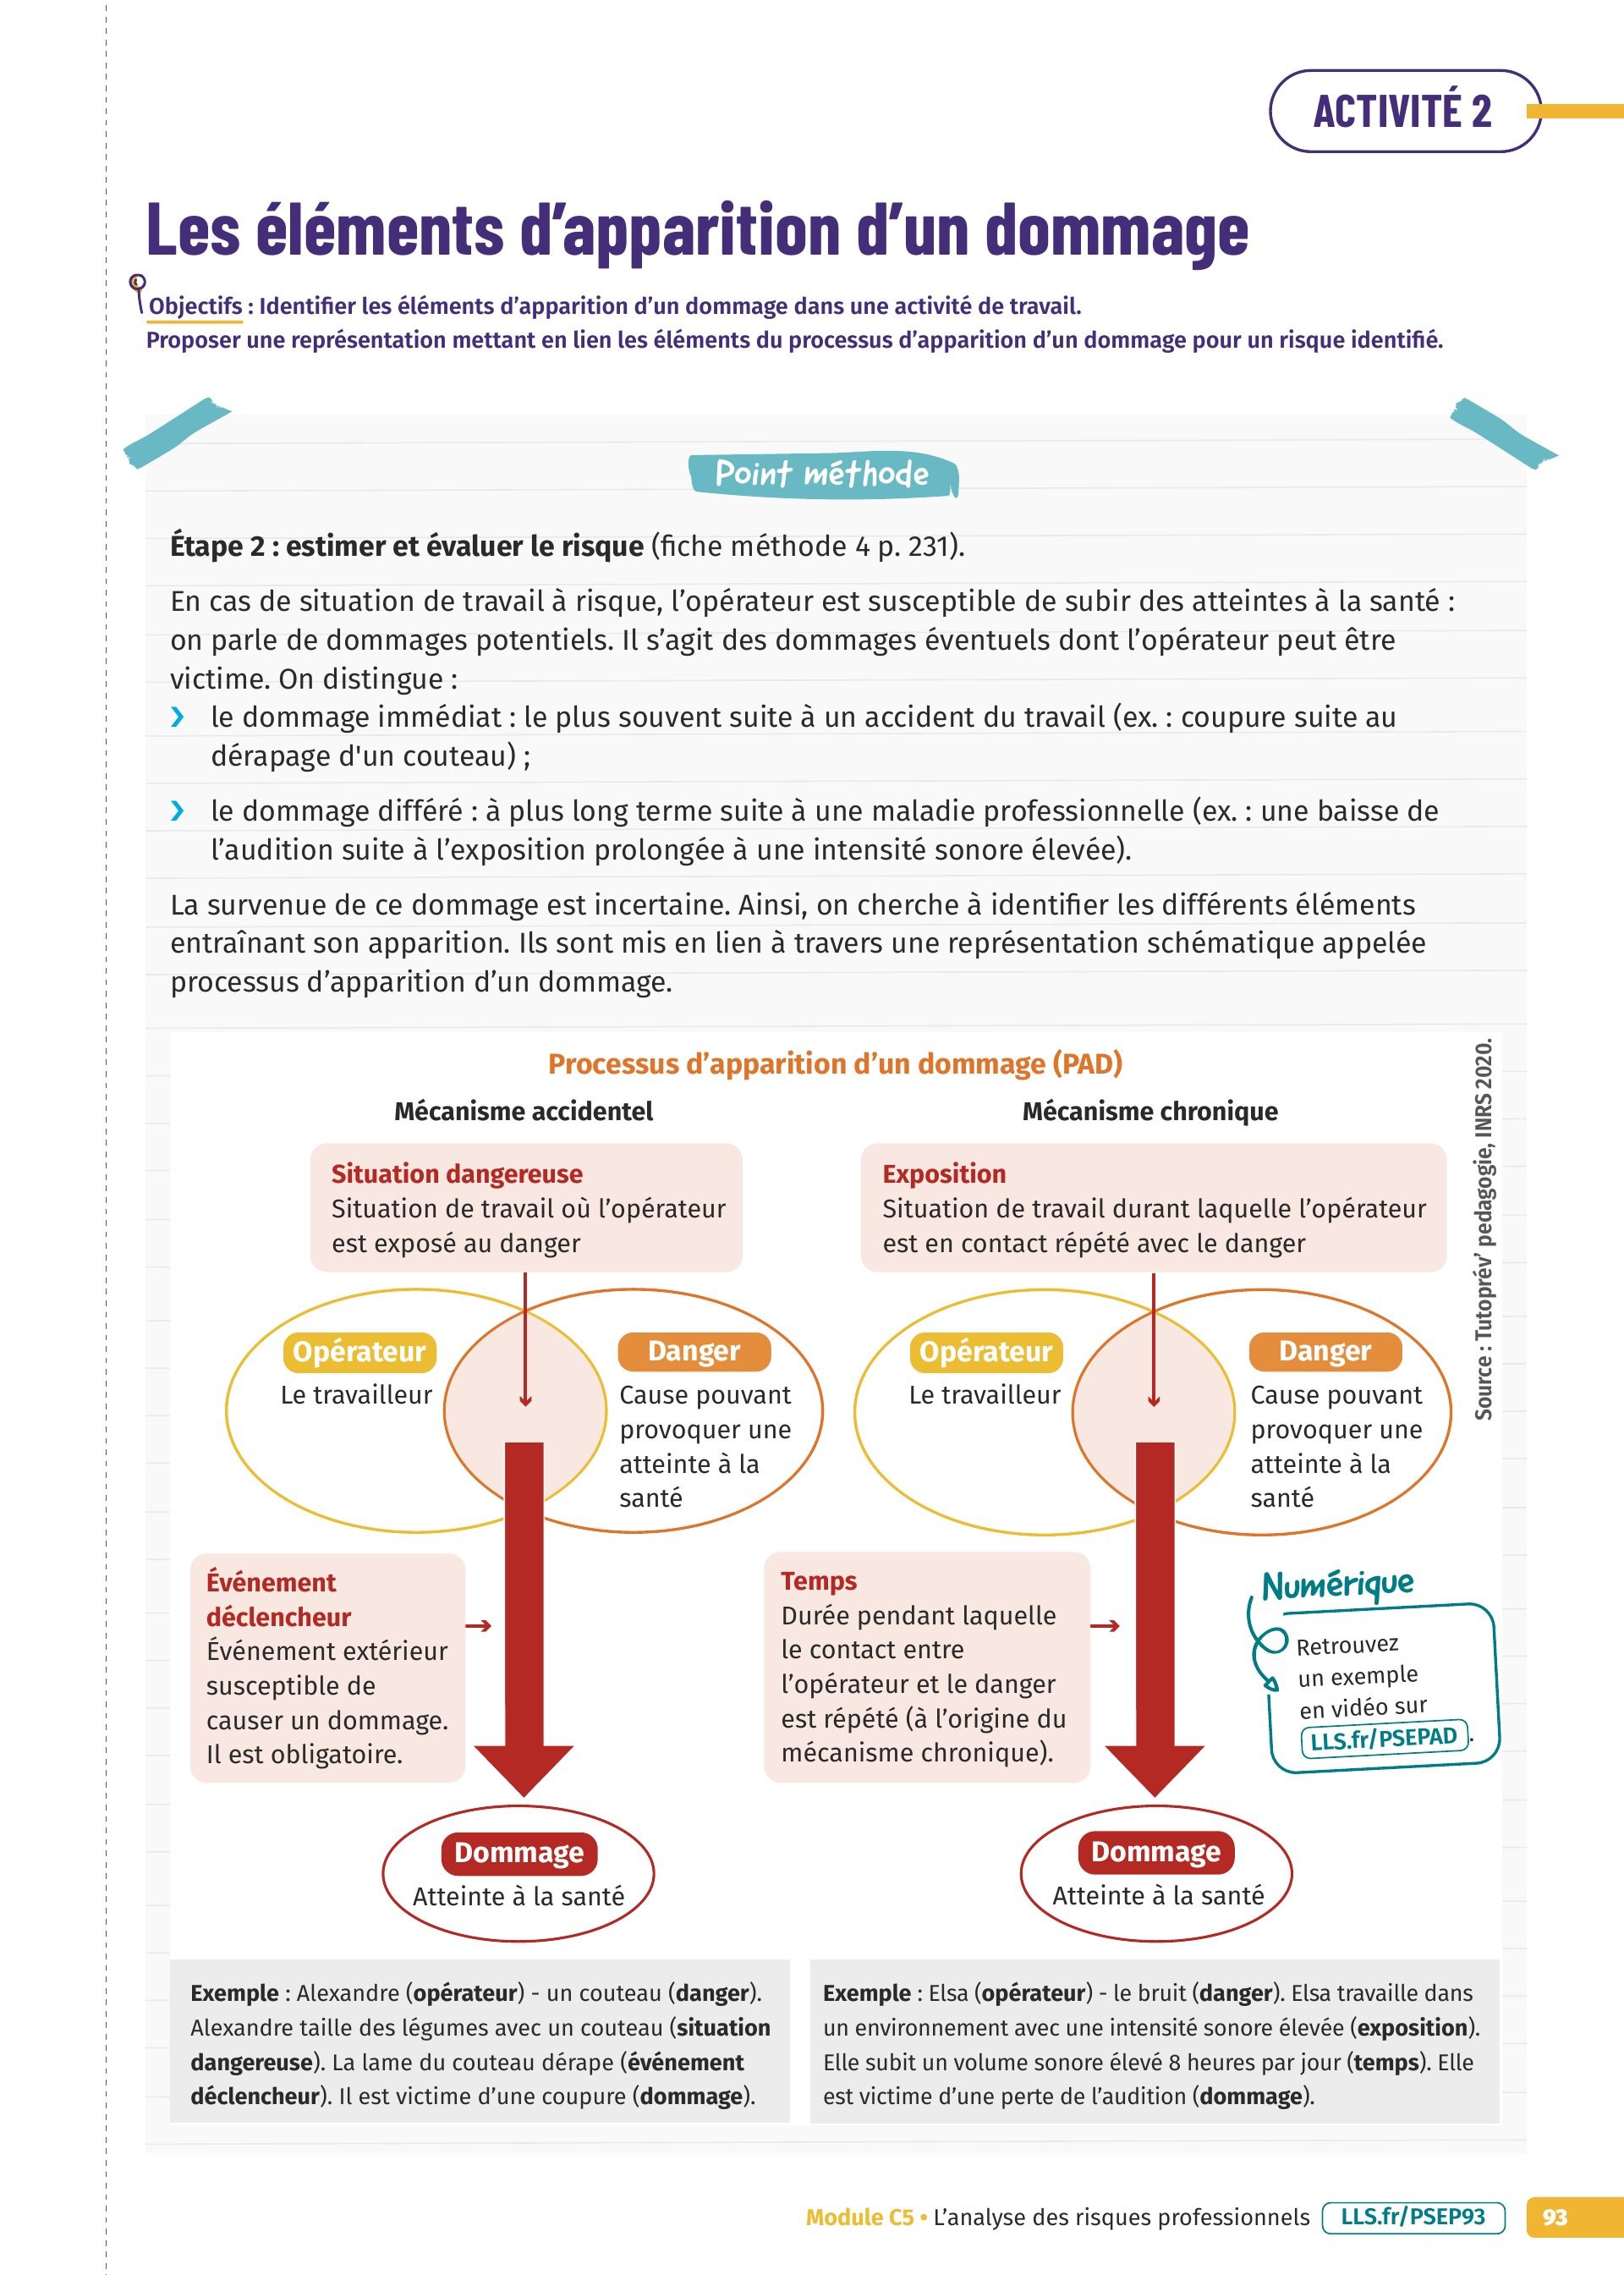 ACTIVITÉ 2
Les éléments d’apparition d’un dommage
Objectifs : Identifier les éléments d’apparition d’un dommage dans une activité de travail.
Proposer une représentation mettant en lien les éléments du processus d’apparition d’un dommage pour un risque identifié.
Point méthode
Étape 2 : estimer et évaluer le risque (fiche méthode 4 p. 231).
En cas de situation de travail à risque, l’opérateur est susceptible de subir des atteintes à la santé :
on parle de dommages potentiels. Il s’agit des dommages éventuels dont l’opérateur peut être
victime. On distingue :
› le dommage immédiat : le plus souvent suite à un accident du travail (ex. : coupure suite au
dérapage d'un couteau) ;
› le dommage différé : à plus long terme suite à une maladie professionnelle (ex. : une baisse de
l’audition suite à l’exposition prolongée à une intensité sonore élevée).
La survenue de ce dommage est incertaine. Ainsi, on cherche à identifier les différents éléments
entraînant son apparition. Ils sont mis en lien à travers une représentation schématique appelée
processus d’apparition d’un dommage.
Processus d’apparition d’un dommage (PAD)
Mécanisme accidentel
Situation dangereuse
Situation de travail où l’opérateur
est exposé au danger
Opérateur
Le travailleur
Danger
Cause pouvant
provoquer une
atteinte à la
santé
Événement
déclencheur
Événement extérieur
susceptible de
causer un dommage.
Il est obligatoire.
Dommage
Atteinte à la santé
Exemple : Alexandre (opérateur) - un couteau (danger).
Alexandre taille des légumes avec un couteau (situation
dangereuse). La lame du couteau dérape (événement
déclencheur). Il est victime d’une coupure (dommage).
Mécanisme chronique
Exposition
Situation de travail durant laquelle l’opérateur
est en contact répété avec le danger
Opérateur
Le travailleur
Danger
Cause pouvant
provoquer une
atteinte à la
santé
Temps
Durée pendant laquelle
le contact entre
l’opérateur et le danger
est répété (à l’origine du
mécanisme chronique).
Dommage
Atteinte à la santé
Exemple : Elsa (opérateur) - le bruit (danger). Elsa travaille dans
un environnement avec une intensité sonore élevée (exposition).
Elle subit un volume sonore élevé 8 heures par jour (temps). Elle
est victime d’une perte de l’audition (dommage).
Source : Tutoprév’ pedagogie, INRS 2020.
Numérique
Retrouvez
un exemple
en vidéo sur
LLS.fr/PSEPAD.
Module C5 • L’analyse des risques professionnels LLS.fr/PSEP93 93